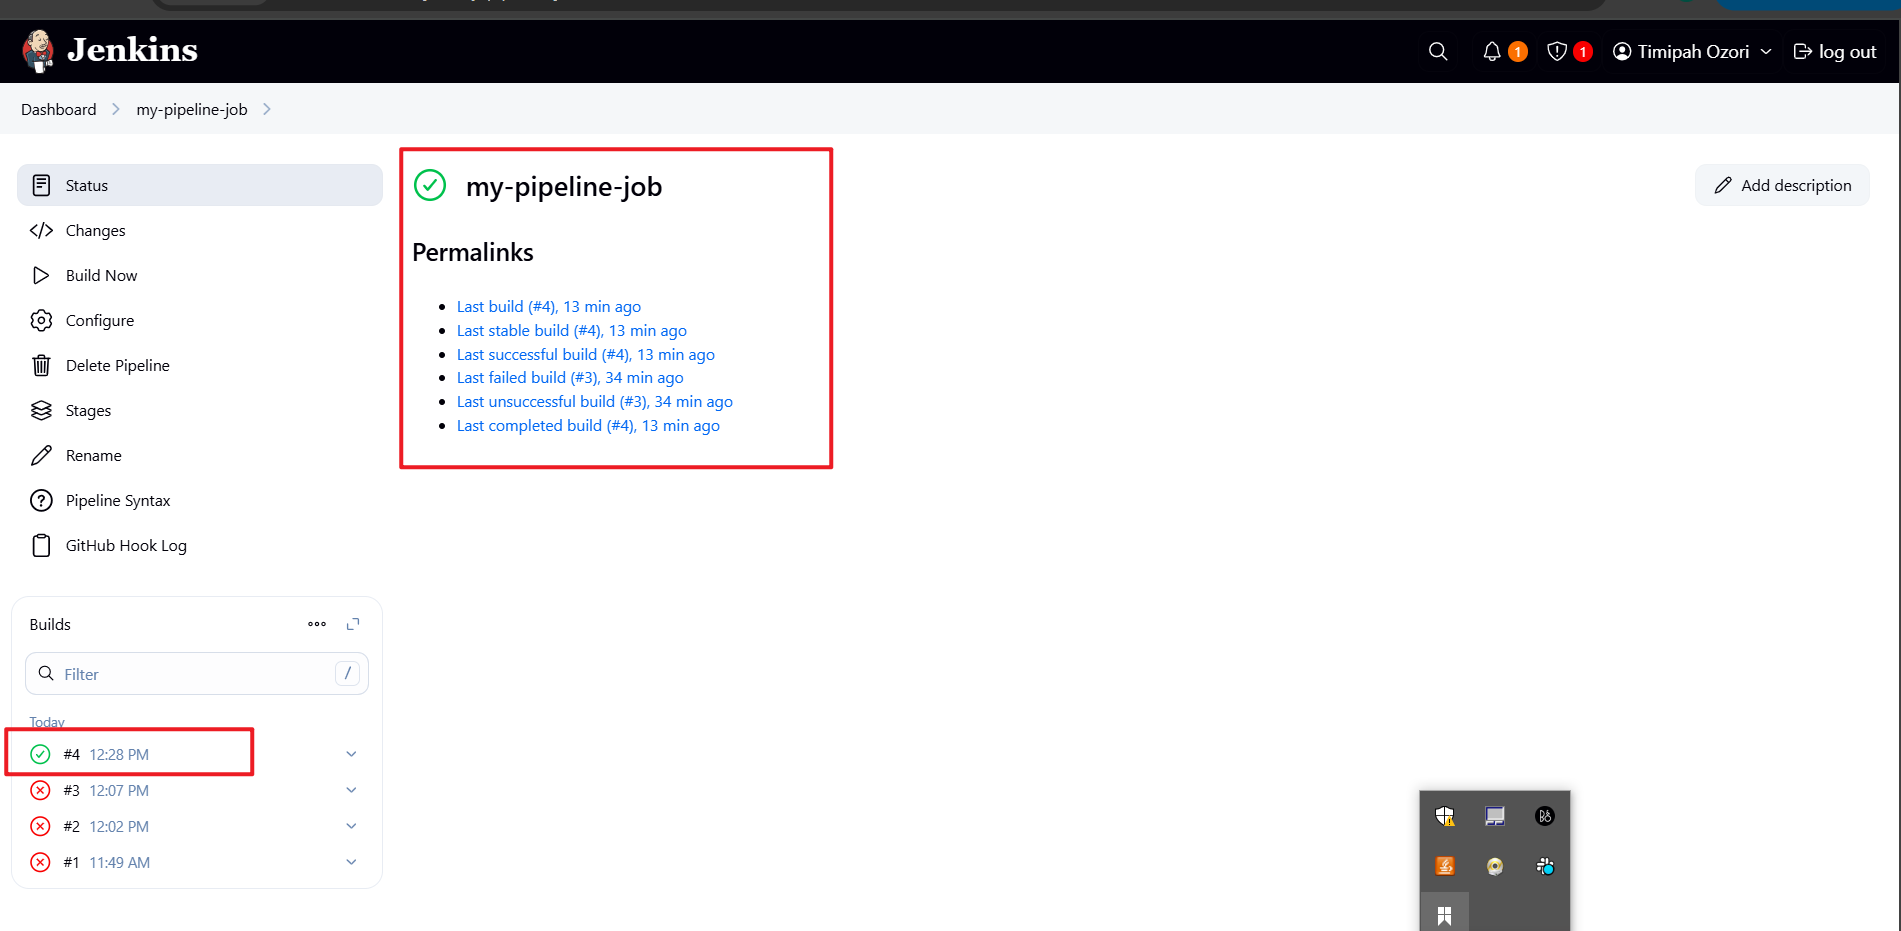 Jenkins
1
1
Timipah Ozori
log out
Dashboard
my-pipeline-job
Status
Changes
Build Now
Configure
Delete Pipeline
Stages
Rename
Pipeline Syntax
GitHub Hook Log
Builds
Filter
/
Today
#4 12:28 PM
#3 12:07 PM
#2 12:02 PM
#1 11:49 AM
my-pipeline-job
Add description
Permalinks
Last build (#4), 13 min ago
Last stable build (#4), 13 min ago
Last successful build (#4), 13 min ago
Last failed build (#3), 34 min ago
Last unsuccessful build (#3), 34 min ago
Last completed build (#4), 13 min ago